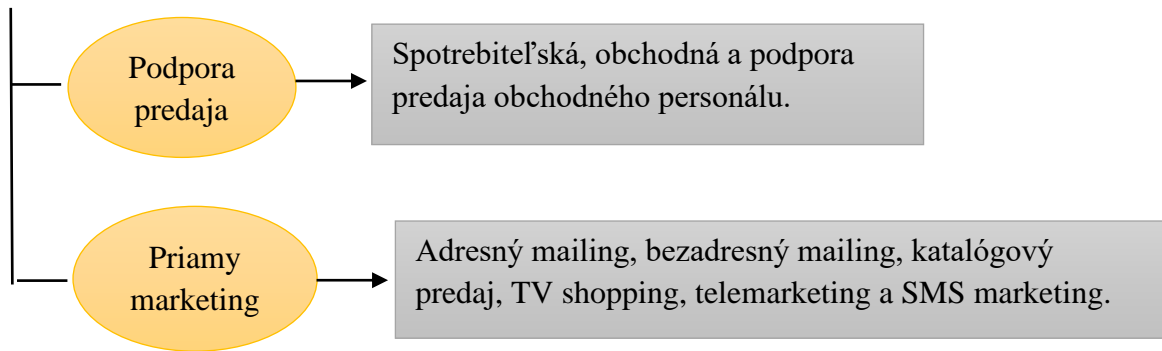 Podpora
predaja
Spotrebiteľská, obchodná a podpora
predaja obchodného personálu.
Priamy
marketing
Adresný mailing, bezadresný mailing, katalógový
predaj, TV shopping, telemarketing a SMS marketing.